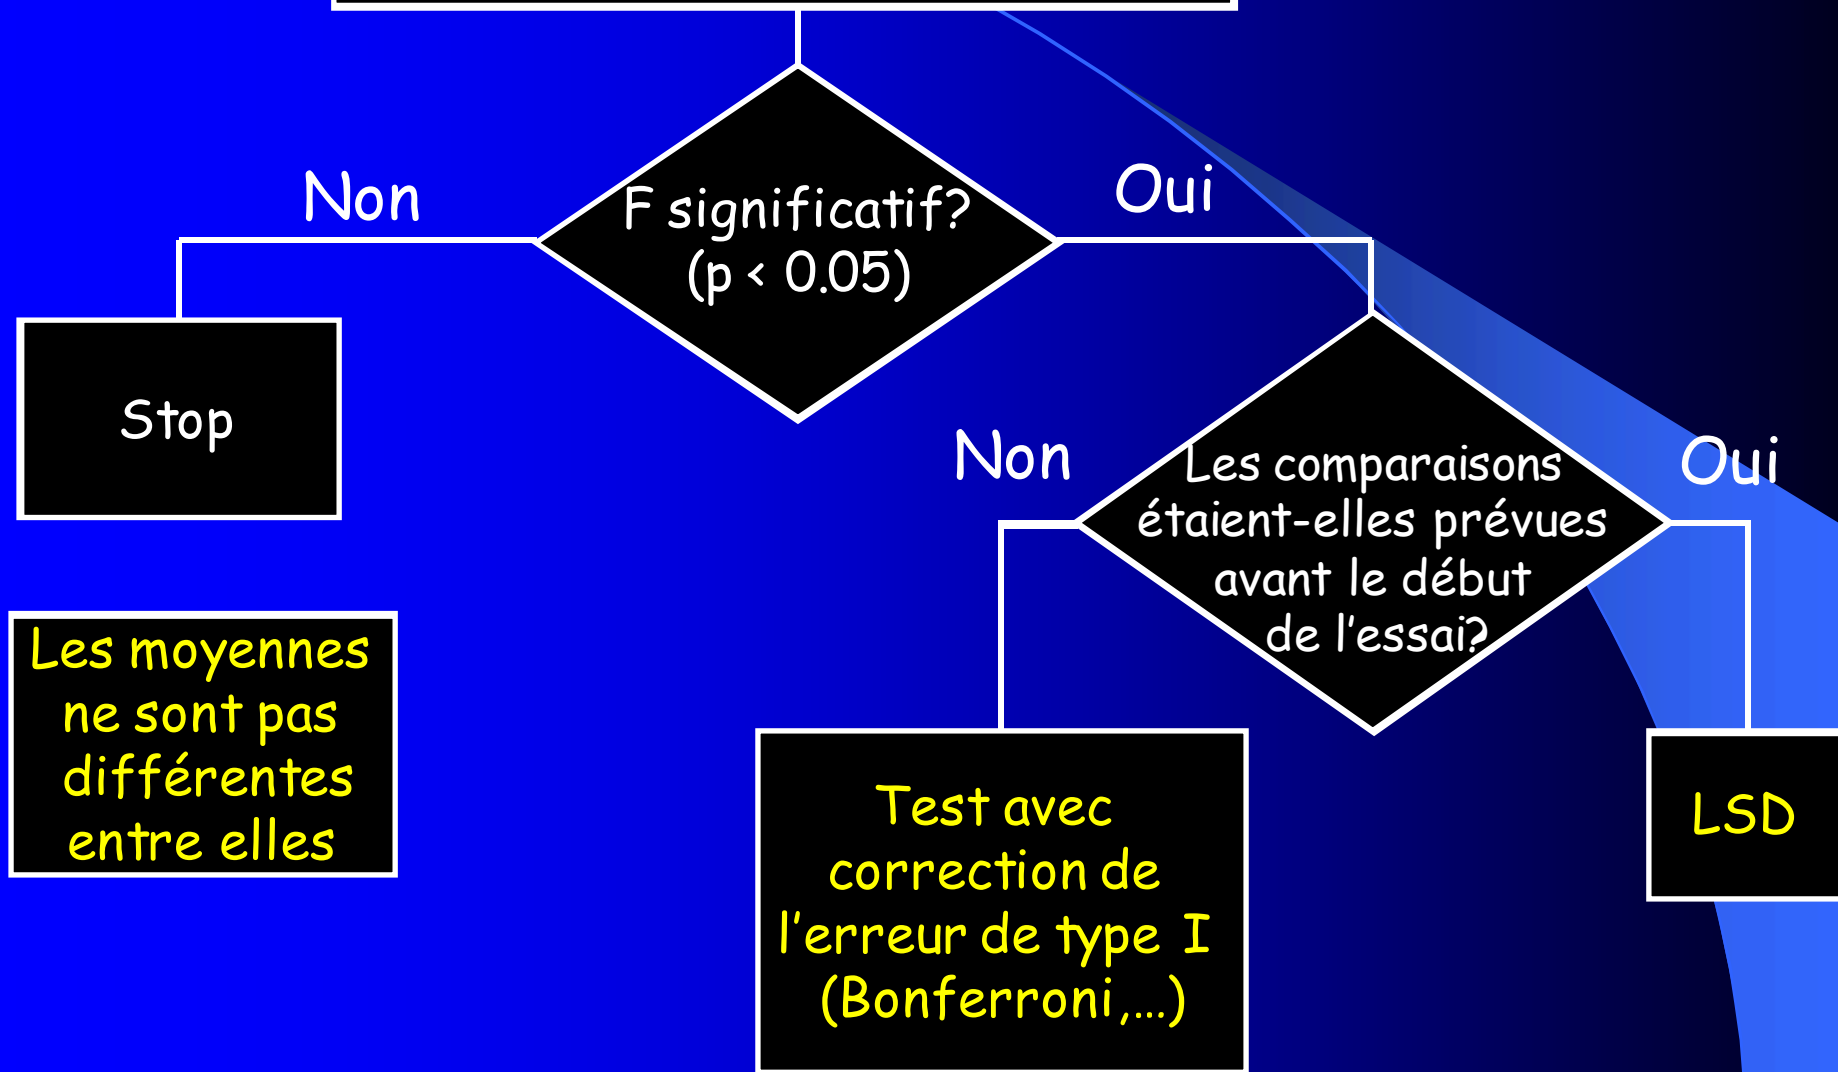 Non
F significatif?
(p < 0.05)
Oui
Stop
Non
Les comparaisons
étaient-elles prévues
avant le début
de l'essai?
Oui
Les moyennes
ne sont pas
différentes
entre elles
Test avec
correction de
l'erreur de type I
(Bonferroni,...)
LSD